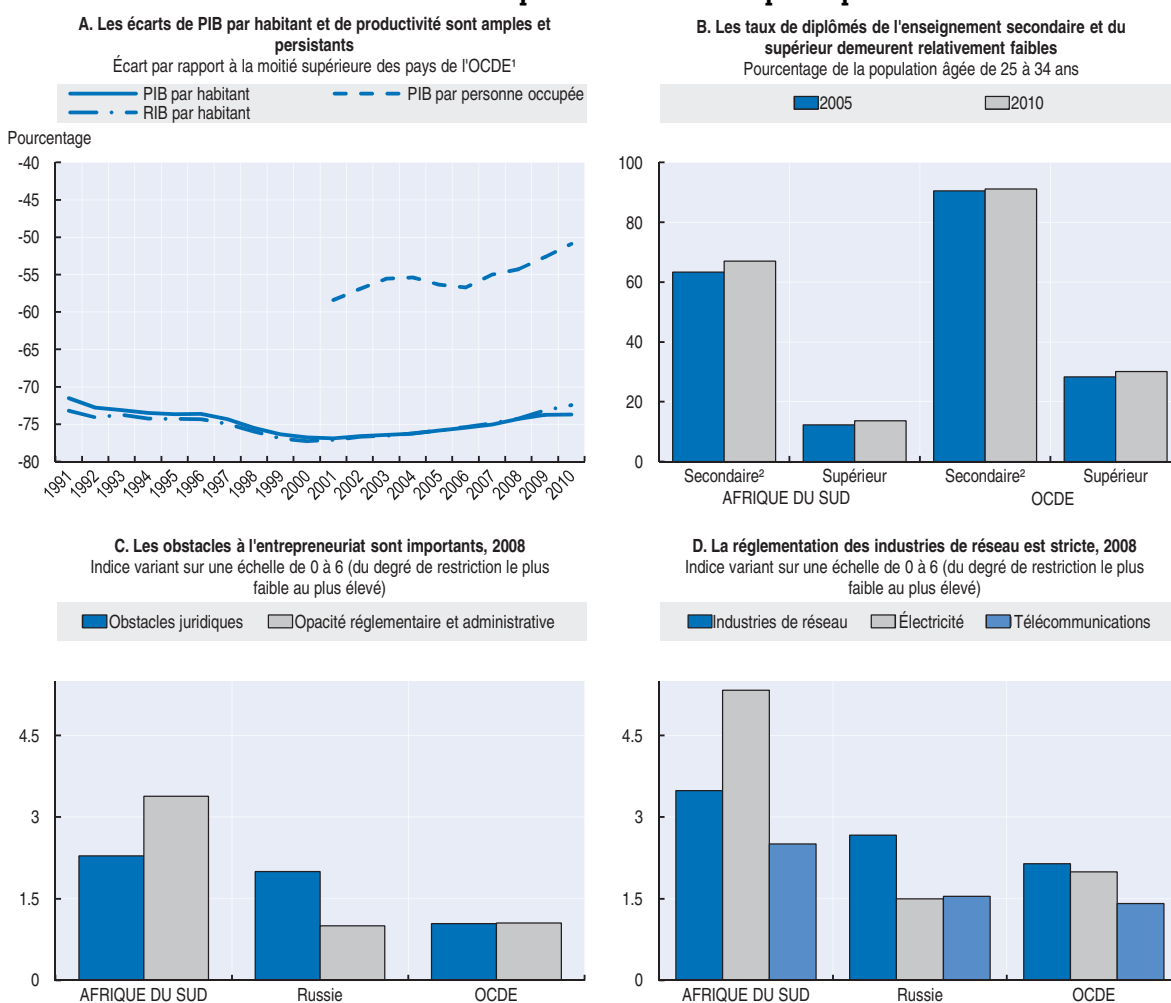 A. Les écarts de PIB par habitant et de productivité sont amples et
persistants
Écart par rapport à la moitié supérieure des pays de l'OCDE¹
PIB par habitant
PIB par personne occupée
RIB par habitant
Pourcentage
-40
-45
-50
-55
-60
-65
-70
-75
-80
1991 1992 1993 1994 1995 1996 1997 1998 1999 2000 2001 2002 2003 2004 2005 2006 2007 2008 2009 2010
B. Les taux de diplômés de l'enseignement secondaire et du
supérieur demeurent relativement faibles
Pourcentage de la population âgée de 25 à 34 ans
2005 2010
100
80
60
40
20
0
Secondaire² Supérieur Secondaire² Supérieur
AFRIQUE DU SUD OCDE
C. Les obstacles à l'entrepreneuriat sont importants, 2008
Indice variant sur une échelle de 0 à 6 (du degré de restriction le plus
faible au plus élevé)
Obstacles juridiques Opacité réglementaire et administrative
4.5
3
1.5
0
AFRIQUE DU SUD Russie OCDE
D. La réglementation des industries de réseau est stricte, 2008
Indice variant sur une échelle de 0 à 6 (du degré de restriction le plus
faible au plus élevé)
Industries de réseau Électricité Télécommunications
4.5
3
1.5
0
AFRIQUE DU SUD Russie OCDE